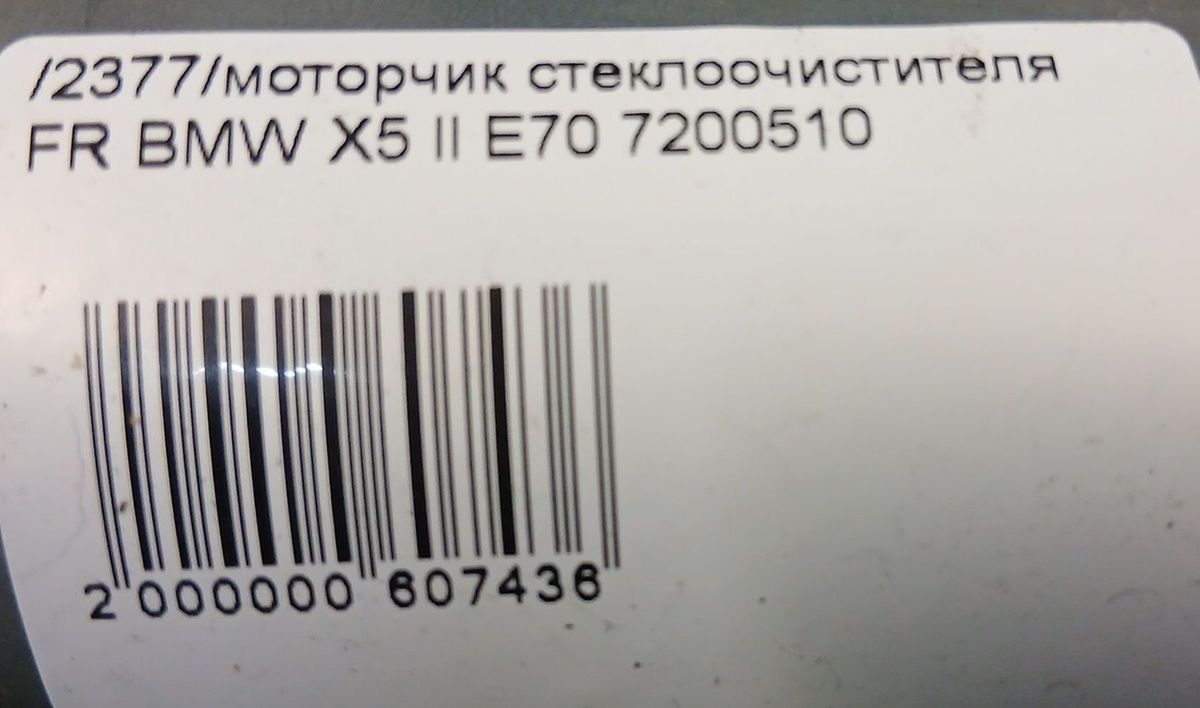 /2377/моторчик стеклоочистителя
FR BMW X5 II E70 7200510
2 000000 607436